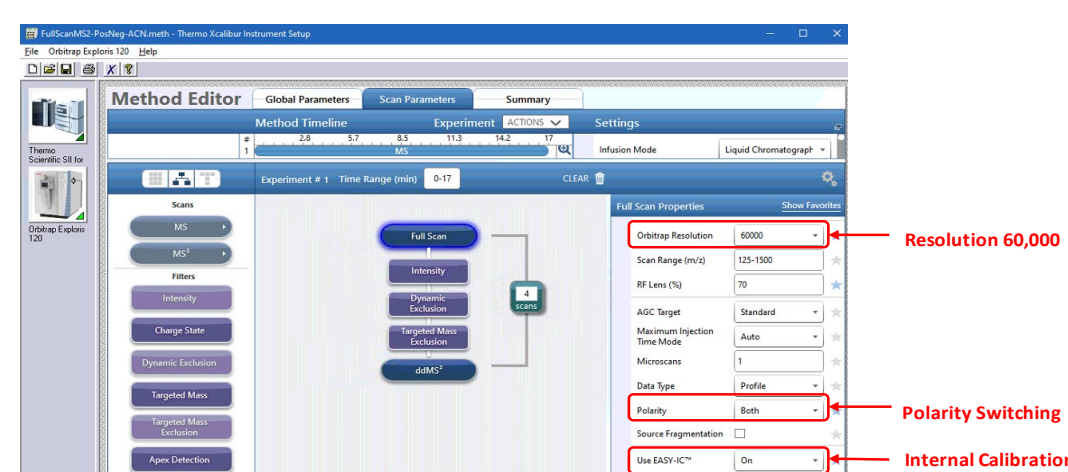 FullScanMS2-PosNeg-ACN.meth - Thermo Xcalibur Instrument Setup
File Orbitrap Exploris 120 Help
Method Editor
Global Parameters Scan Parameters Summary
Method Timeline Experiment ACTIONS Settings
# 2.8 5.7 8.5 11.3 14.2 17
1 MS
Infusion Mode Liquid Chromatograph
Thermo
Scientific SII for
Experiment # 1 Time Range (min) 0-17 CLEAR
Orbitrap Exploris
120
Scans
MS
MS²
Filters
Intensity
Charge State
Dynamic Exclusion
Targeted Mass
Targeted Mass
Exclusion
Apex Detection
Full Scan
Intensity
Dynamic
Exclusion
Targeted Mass
Exclusion
ddMS²
4
scans
Full Scan Properties Show Favorites
Orbitrap Resolution 60000
Scan Range (m/z) 125-1500
RF Lens (%) 70
AGC Target Standard
Maximum Injection
Time Mode Auto
Microscans 1
Data Type Profile
Polarity Both
Source Fragmentation
Use EASY-IC™ On
Resolution 60,000
Polarity Switching
Internal Calibration